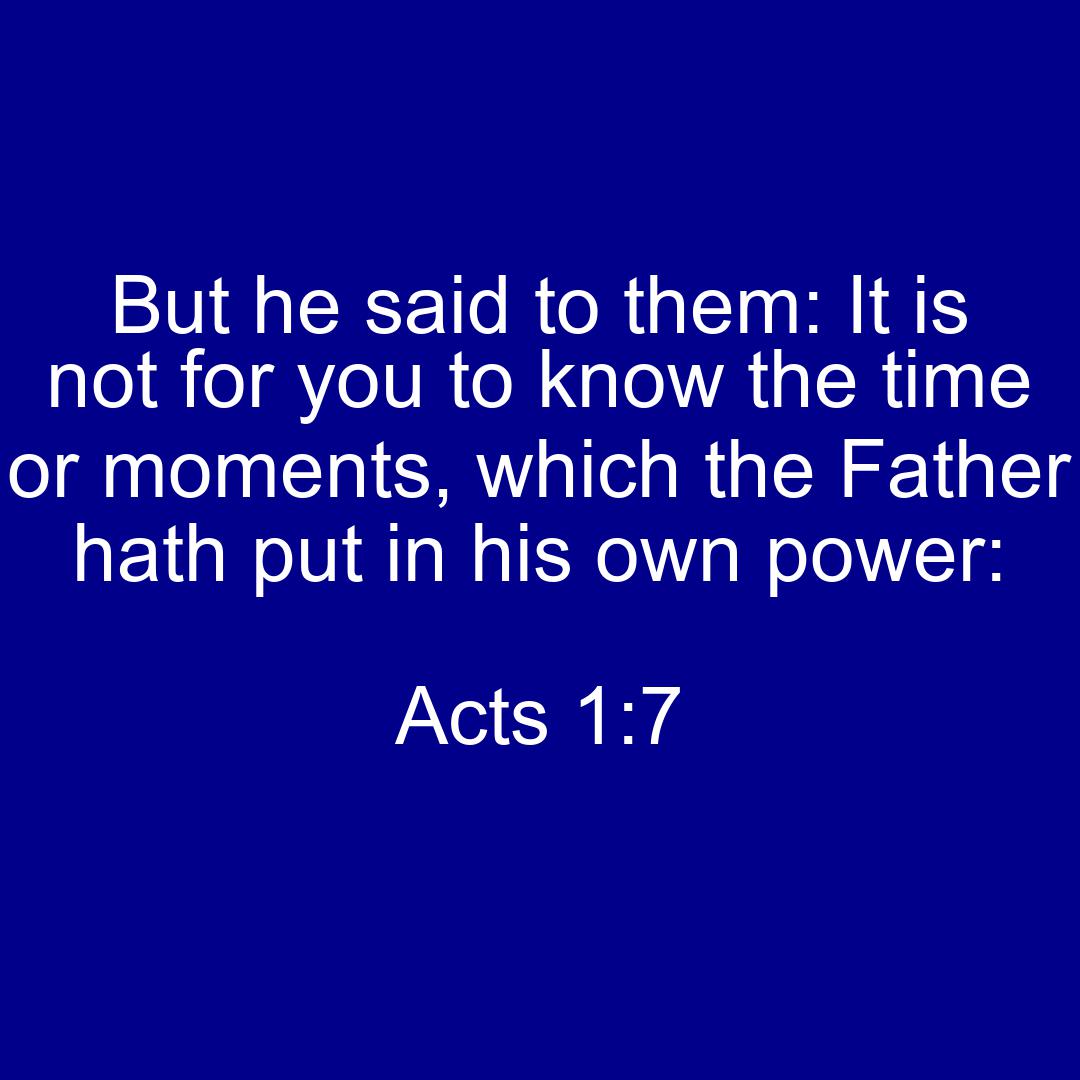 But he said to them: It is
not for you to know the time
or moments, which the Father
hath put in his own power:
Acts 1:7